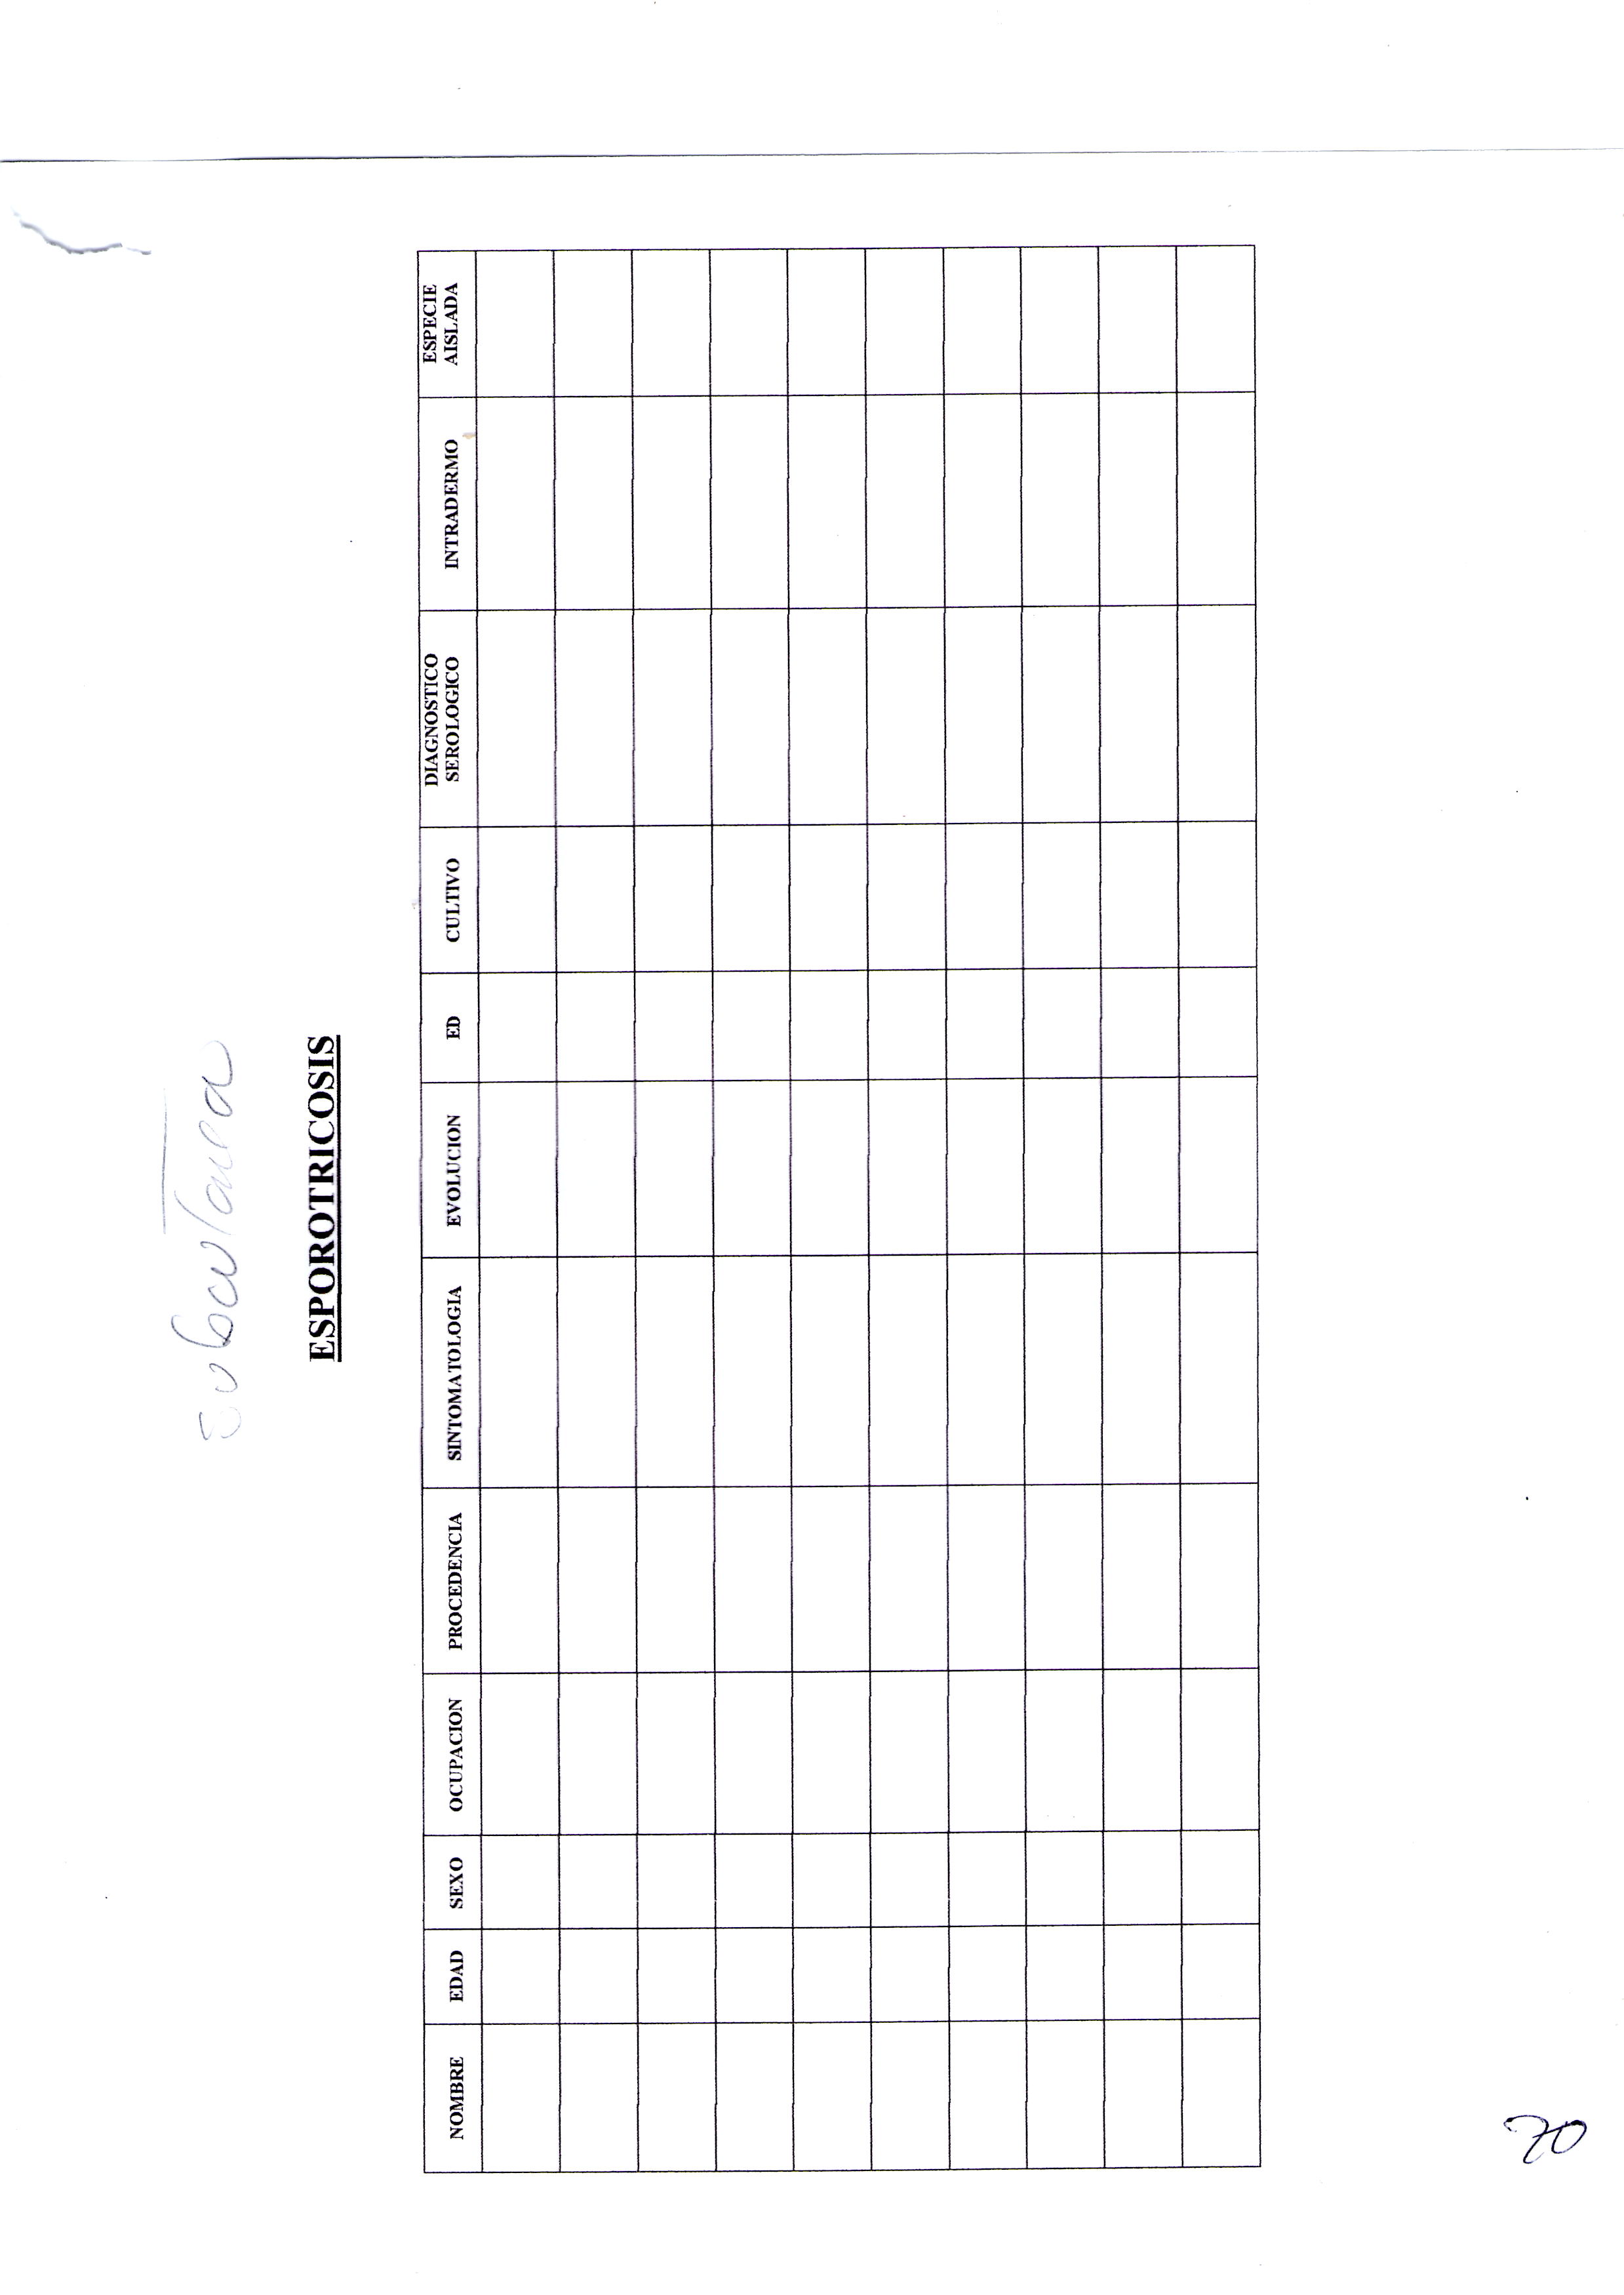 subcutanea
ESPOROTRICOSIS
NOMBRE EDAD SEXO OCUPACION PROCEDENCIA SINTOMATOLOGIA EVOLUCION ED CULTIVO DIAGNOSTICO SEROLOGICO INTRADERMO ESPECIE AISLADA
70